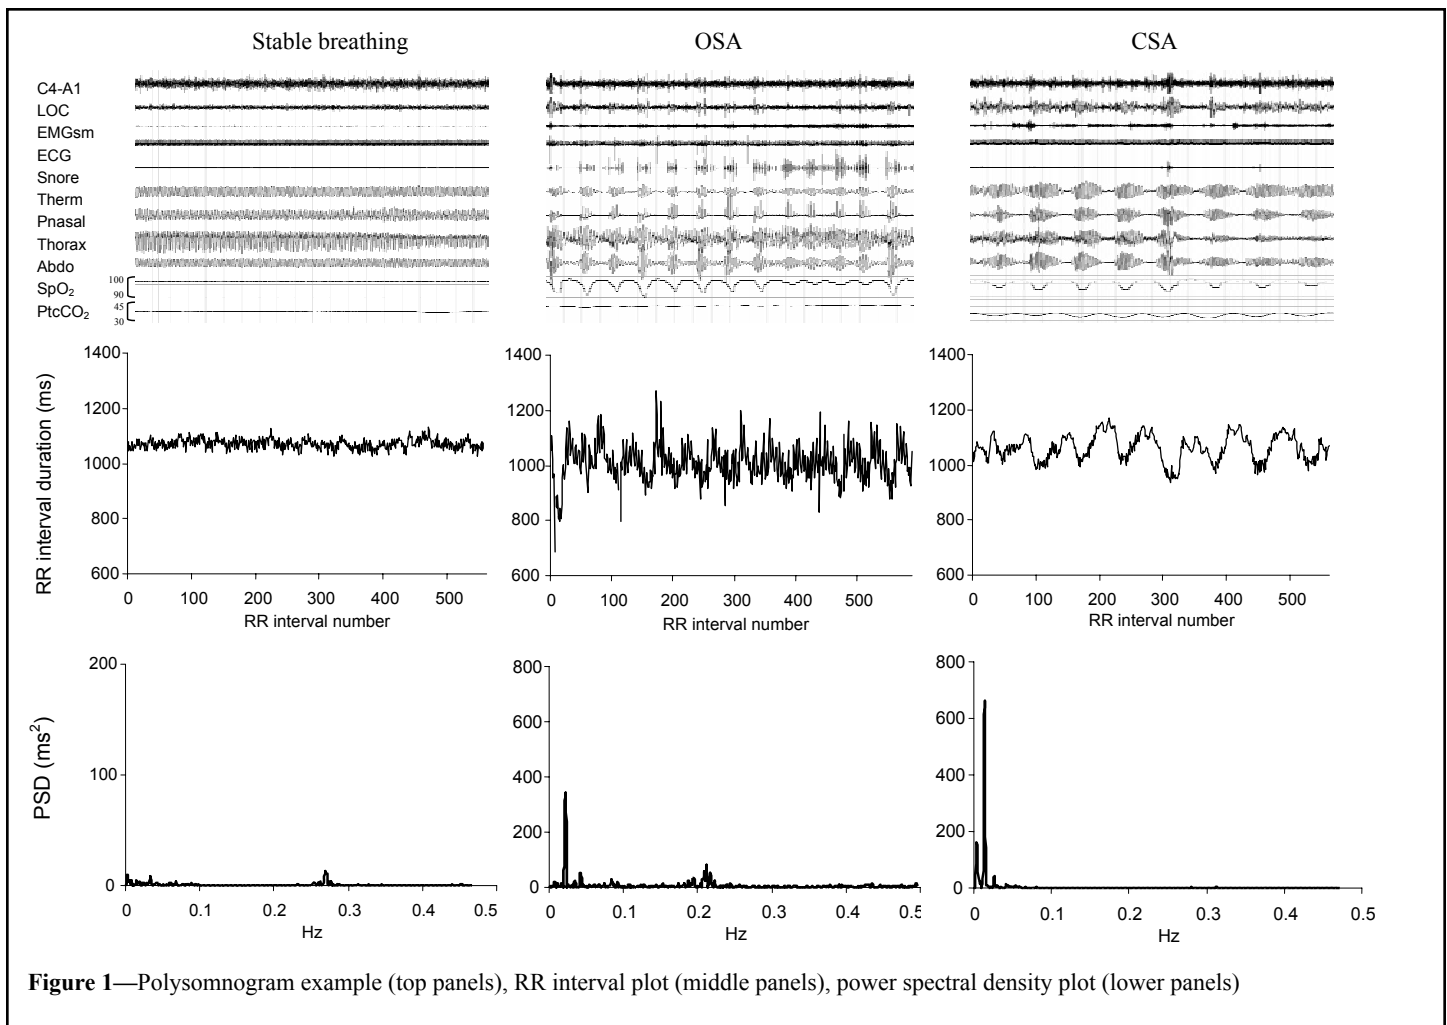 Stable breathing OSA CSA
C4-A1
LOC
EMGsm
ECG
Snore
Therm
Pnasal
Thorax
Abdo
100
SpO2
90
45
PtcCO2
30
RR interval duration (ms)
1400
1200
1000
800
600
0 100 200 300 400 500
RR interval number
1400
1200
1000
800
600
0 100 200 300 400 500
RR interval number
1400
1200
1000
800
600
0 100 200 300 400 500
RR interval number
PSD (ms2)
200
100
0
0 0.1 0.2 0.3 0.4 0.5
Hz
800
600
400
200
0
0 0.1 0.2 0.3 0.4 0.5
Hz
800
600
400
200
0
0 0.1 0.2 0.3 0.4 0.5
Hz
Figure 1—Polysomnogram example (top panels), RR interval plot (middle panels), power spectral density plot (lower panels)